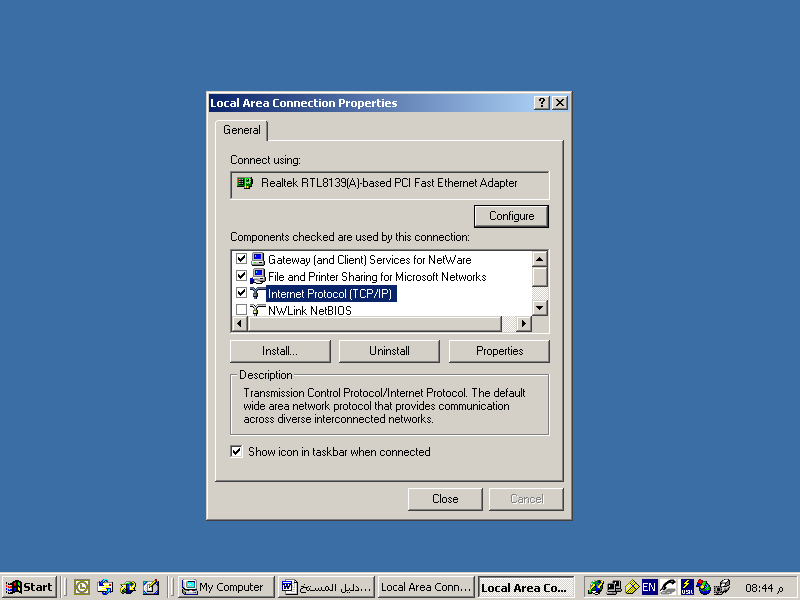 Local Area Connection Properties
General
Connect using:
Realtek RTL8139(A)-based PCI Fast Ethernet Adapter
Configure
Components checked are used by this connection:
Gateway (and Client) Services for NetWare
File and Printer Sharing for Microsoft Networks
Internet Protocol (TCP/IP)
NWLink NetBIOS
Install...
Uninstall
Properties
Description
Transmission Control Protocol/Internet Protocol. The default
wide area network protocol that provides communication
across diverse interconnected networks.
Show icon in taskbar when connected
Close
Cancel
Start
My Computer
دليل المستخ...
Local Area Conn...
Local Area Co...
EN
08:44 م